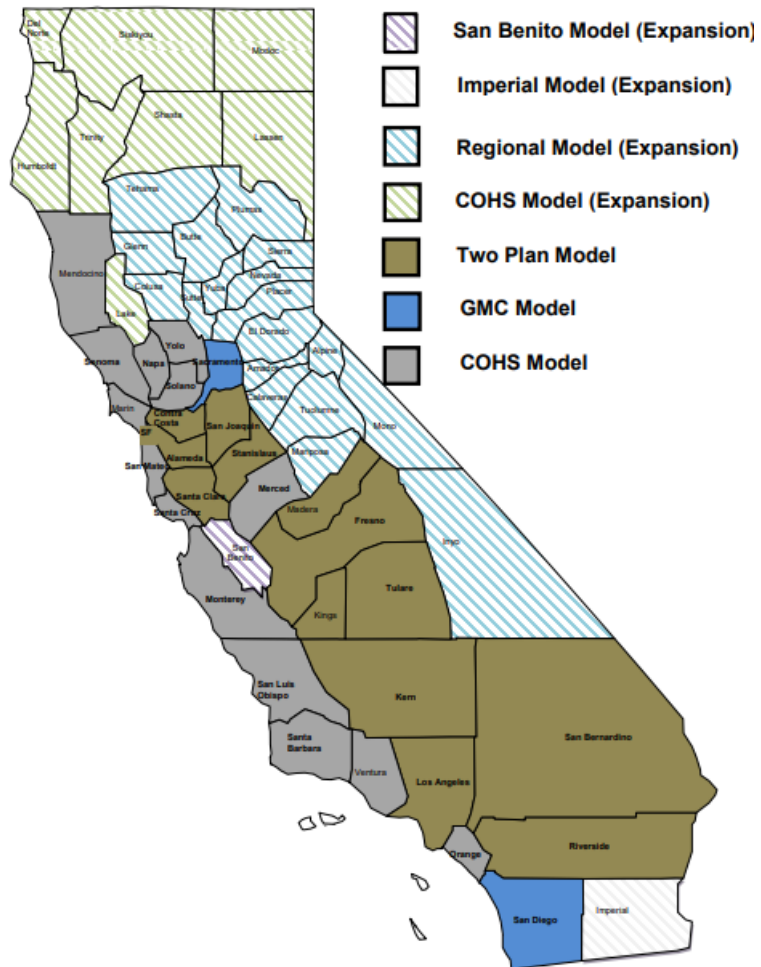 Del
Norte
Siskiyou
Modoc
Humboldt
Trinity
Shasta
Lassen
Tehama
Plumas
Mendocino
Glenn
Butte
Sierra
Nevada
Placer
Colusa
Yuba
Sutter
Lake
El Dorado
Yolo
Sonoma
Napa
Sacramento
Alpine
Amador
Solano
Calaveras
Marin
Contra
Costa
San Joaquin
Tuolumne
Mono
SF
Stanislaus
Mariposa
Alameda
San Mateo
Merced
Santa Clara
Madera
Santa Cruz
Fresno
San
Benito
Inyo
Monterey
Tulare
Kings
San Luis
Obispo
Kern
San Bernardino
Santa
Barbara
Ventura
Los Angeles
Orange
Riverside
San Diego
Imperial
San Benito Model (Expansion)
Imperial Model (Expansion)
Regional Model (Expansion)
COHS Model (Expansion)
Two Plan Model
GMC Model
COHS Model